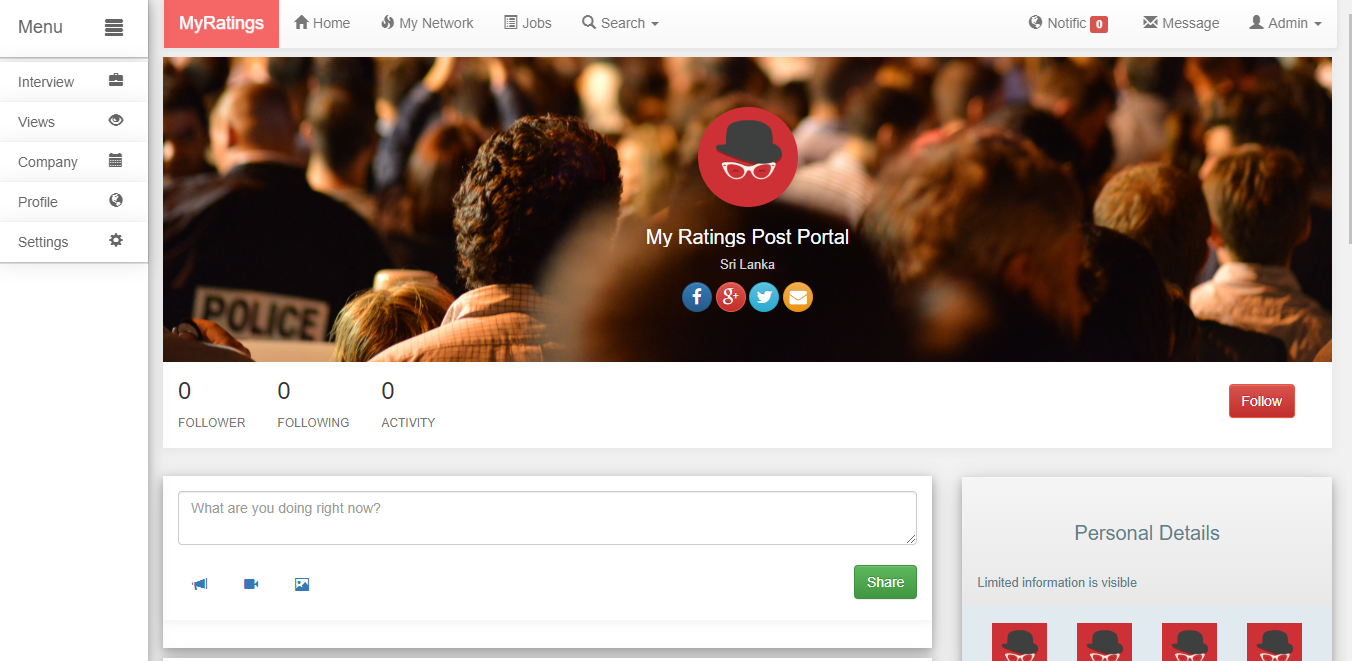 Menu
Interview
Views
Company
Profile
Settings
MyRatings Home My Network Jobs Search Notific 0 Message Admin
POLICE
My Ratings Post Portal
Sri Lanka
0 0 0
FOLLOWER FOLLOWING ACTIVITY
Follow
What are you doing right now?
Share
Personal Details
Limited information is visible